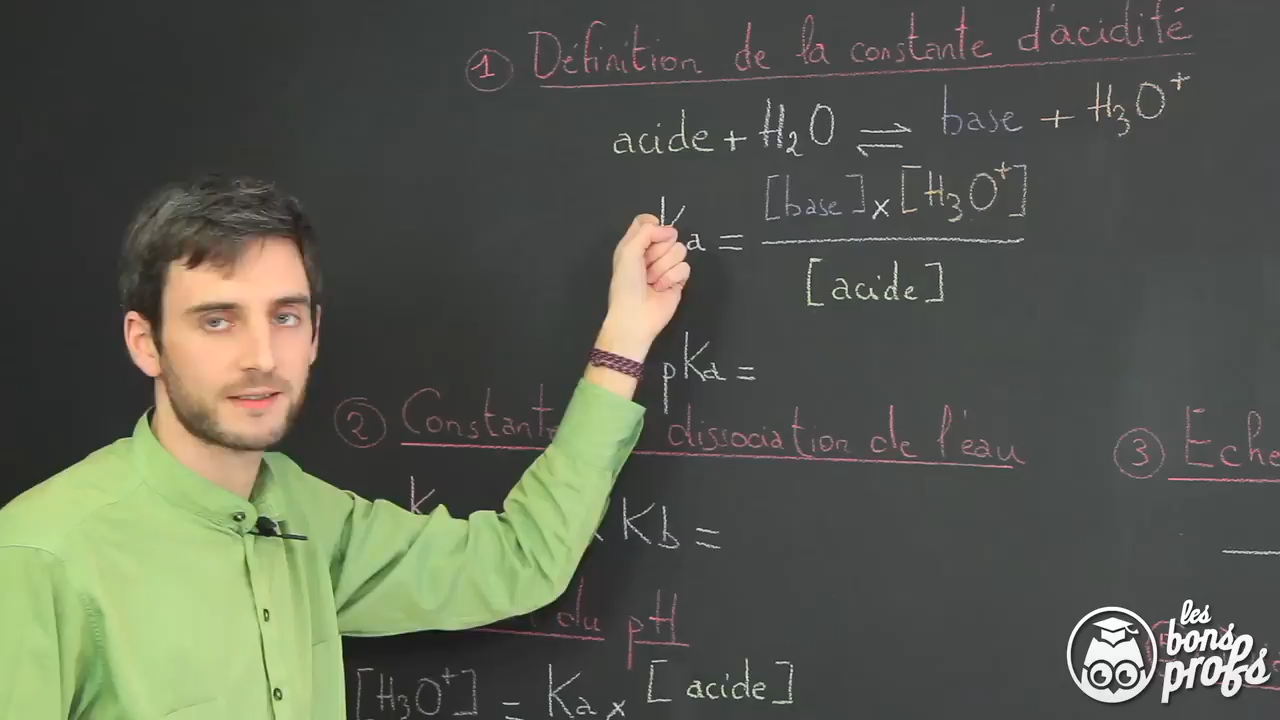 1 Définition de la constante d'acidité
acide + H₂O ⇌ base + H₃O⁺
Ka = [base] x [H₃O⁺]
[acide]
pKa =
2 Constante dissociation de l'eau
K x Kb =
3 Eche
du pH
[H₃O⁺] = Ka x [acide]
les bons profs